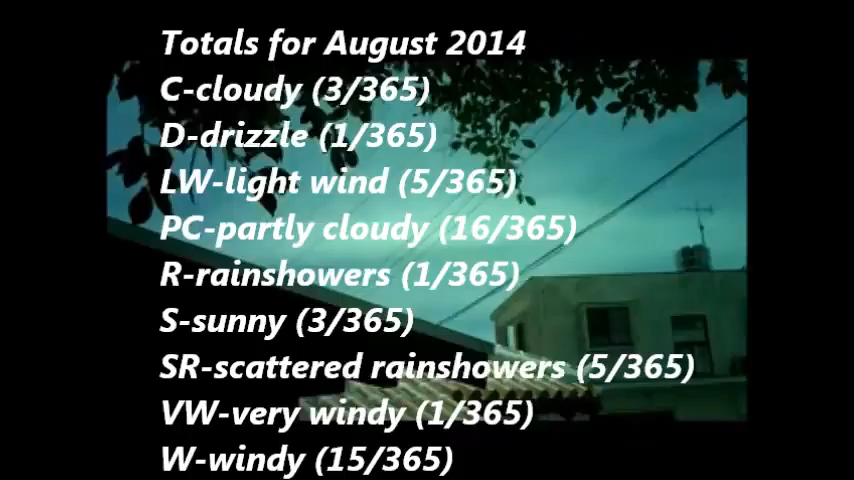 Totals for August 2014
C-cloudy (3/365)
D-drizzle (1/365)
LW-light wind (5/365)
PC-partly cloudy (16/365)
R-rainshowers (1/365)
S-sunny (3/365)
SR-scattered rainshowers (5/365)
VW-very windy (1/365)
W-windy (15/365)